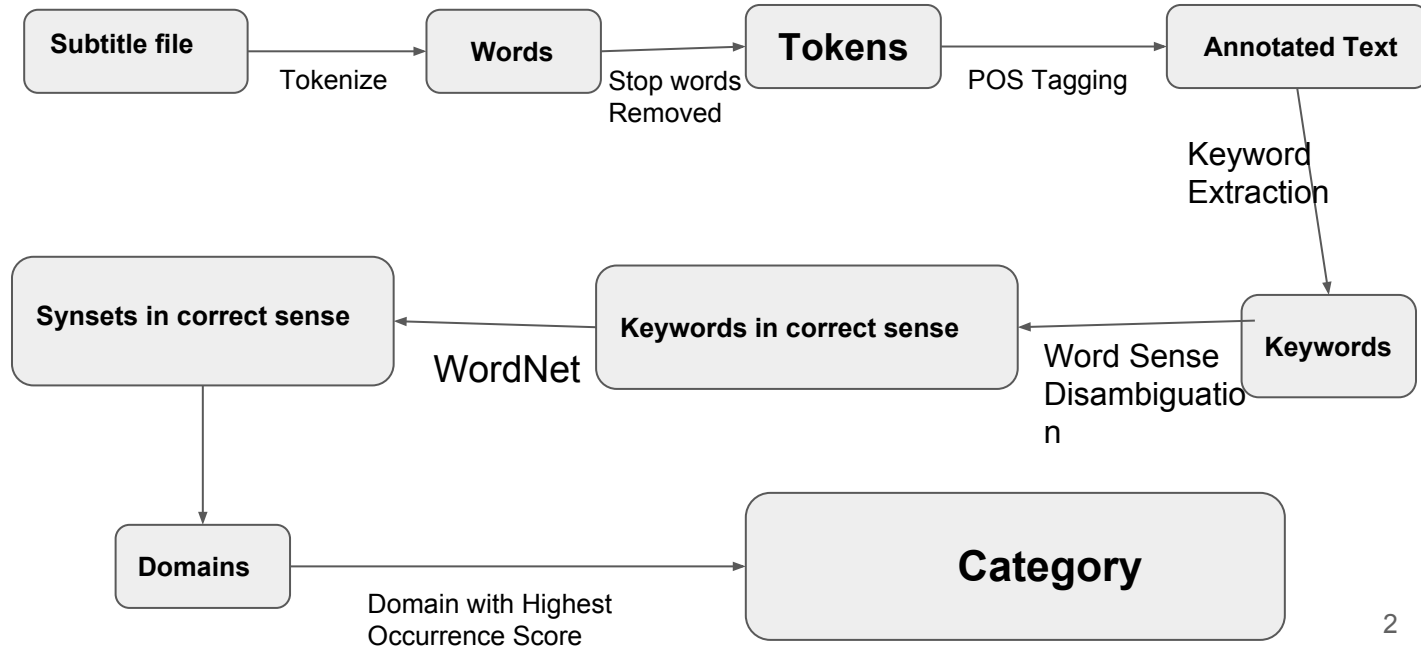 Subtitle file
Tokenize
Words
Stop words
Removed
Tokens
POS Tagging
Annotated Text
Keyword
Extraction
Keywords
Word Sense
Disambiguatio
n
Keywords in correct sense
WordNet
Synsets in correct sense
Domains
Domain with Highest
Occurrence Score
Category
2